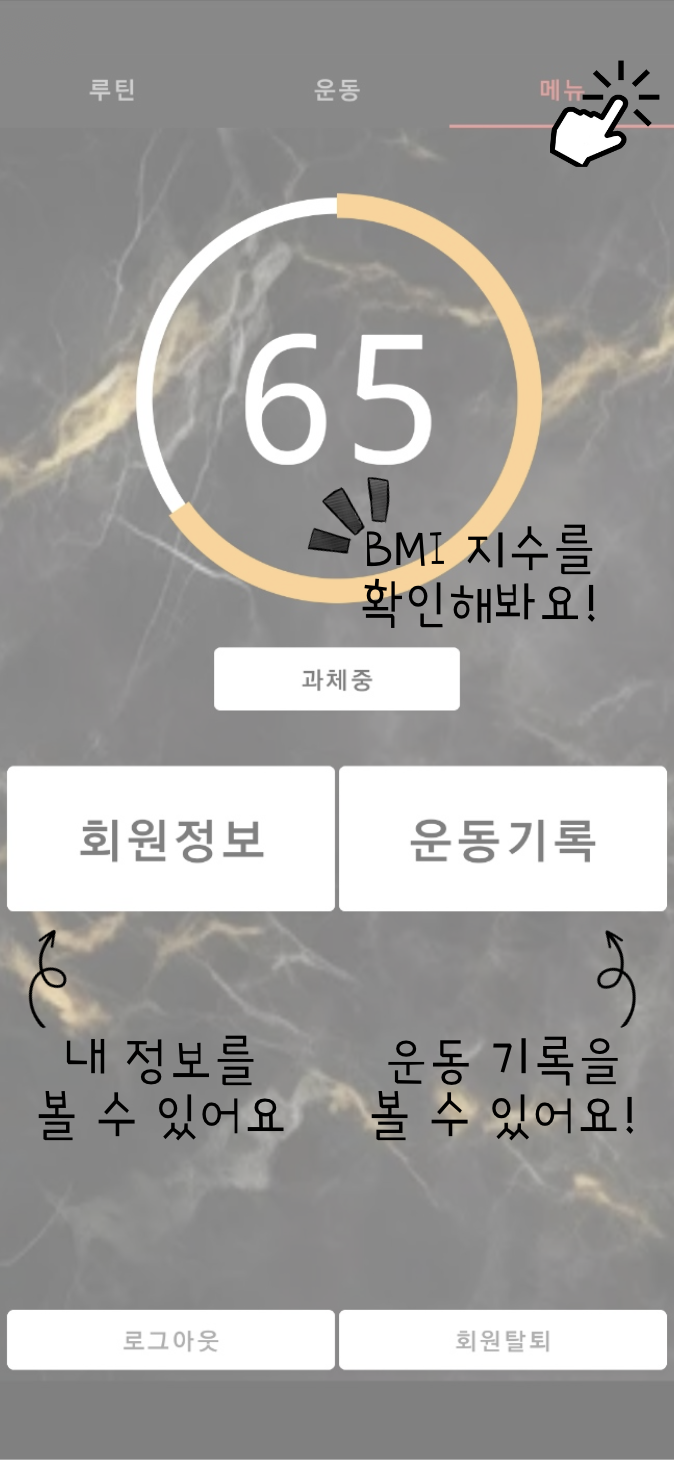 루틴 운동 메뉴
65
BMI 지수를
확인해봐요!
과체중
회원정보 운동기록
내 정보를
볼 수 있어요
운동 기록을
볼 수 있어요!
로그아웃 회원탈퇴